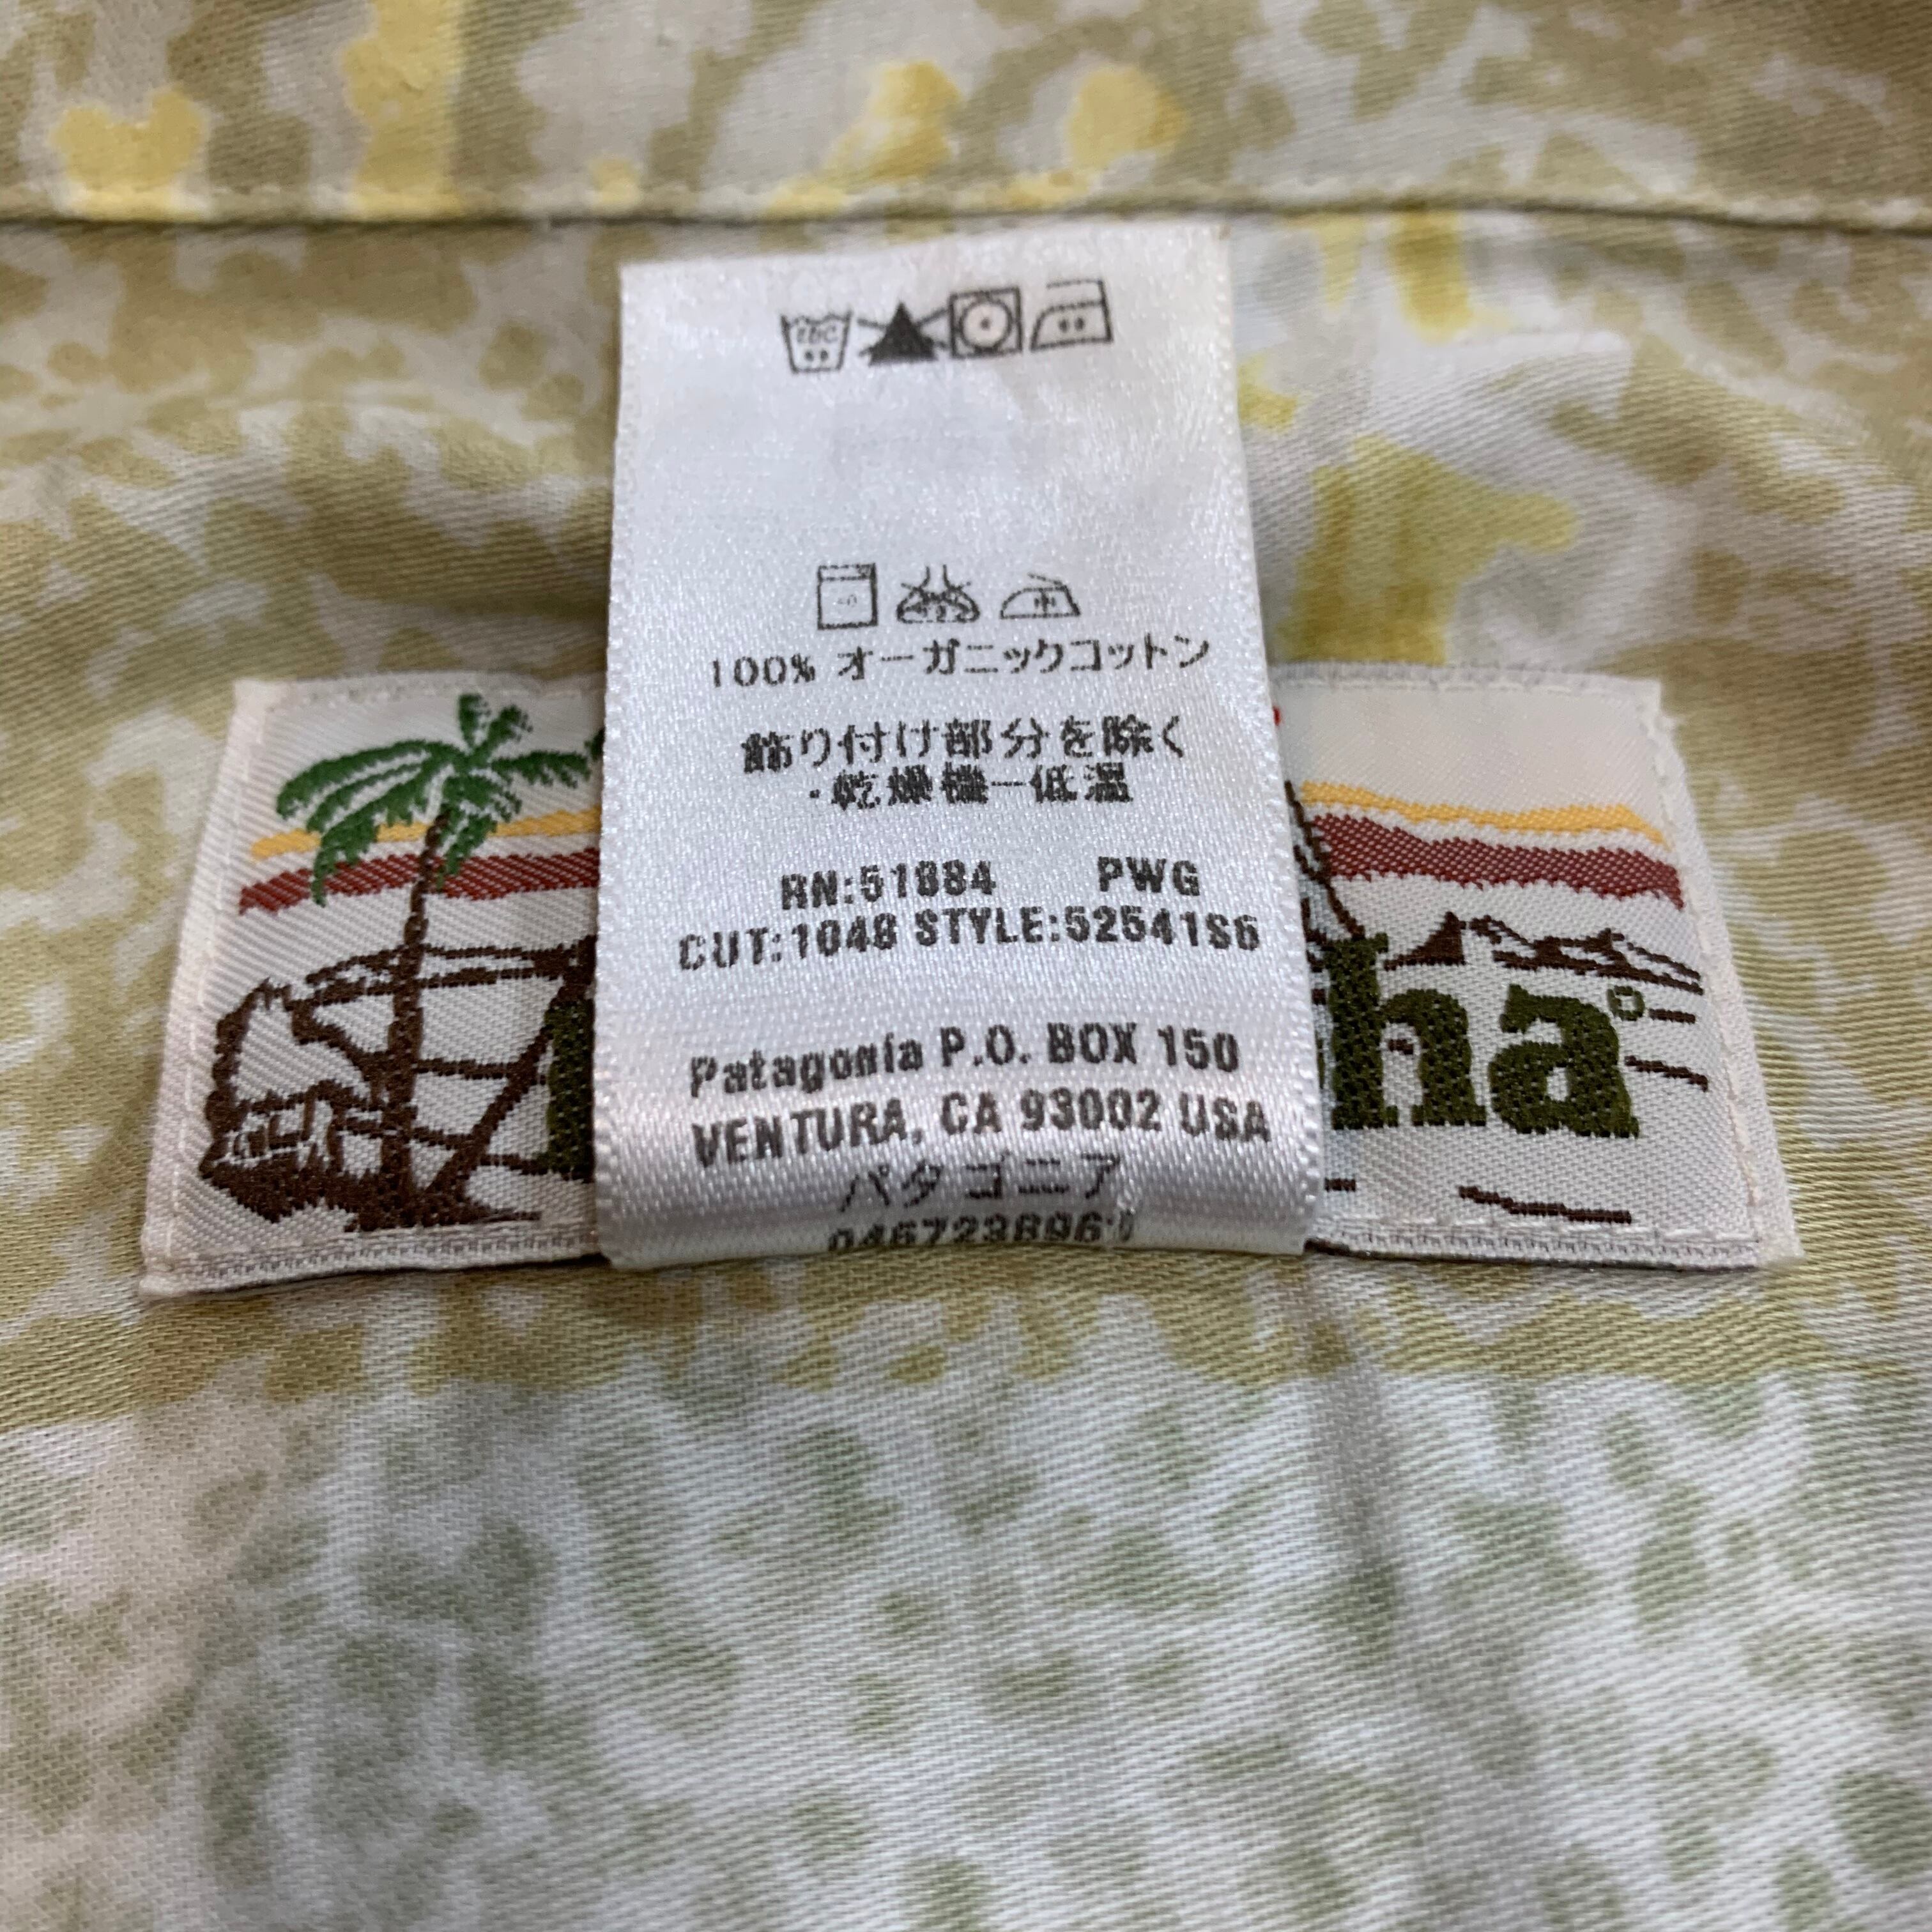 100% オーガニックコットン
飾り付け部分を除く
・乾燥機ー低温
RN:51884 PWG
CUT:1048 STYLE:52541S6
Patagonia P.O. BOX 150
VENTURA, CA 93002 USA
パタゴニア
ha